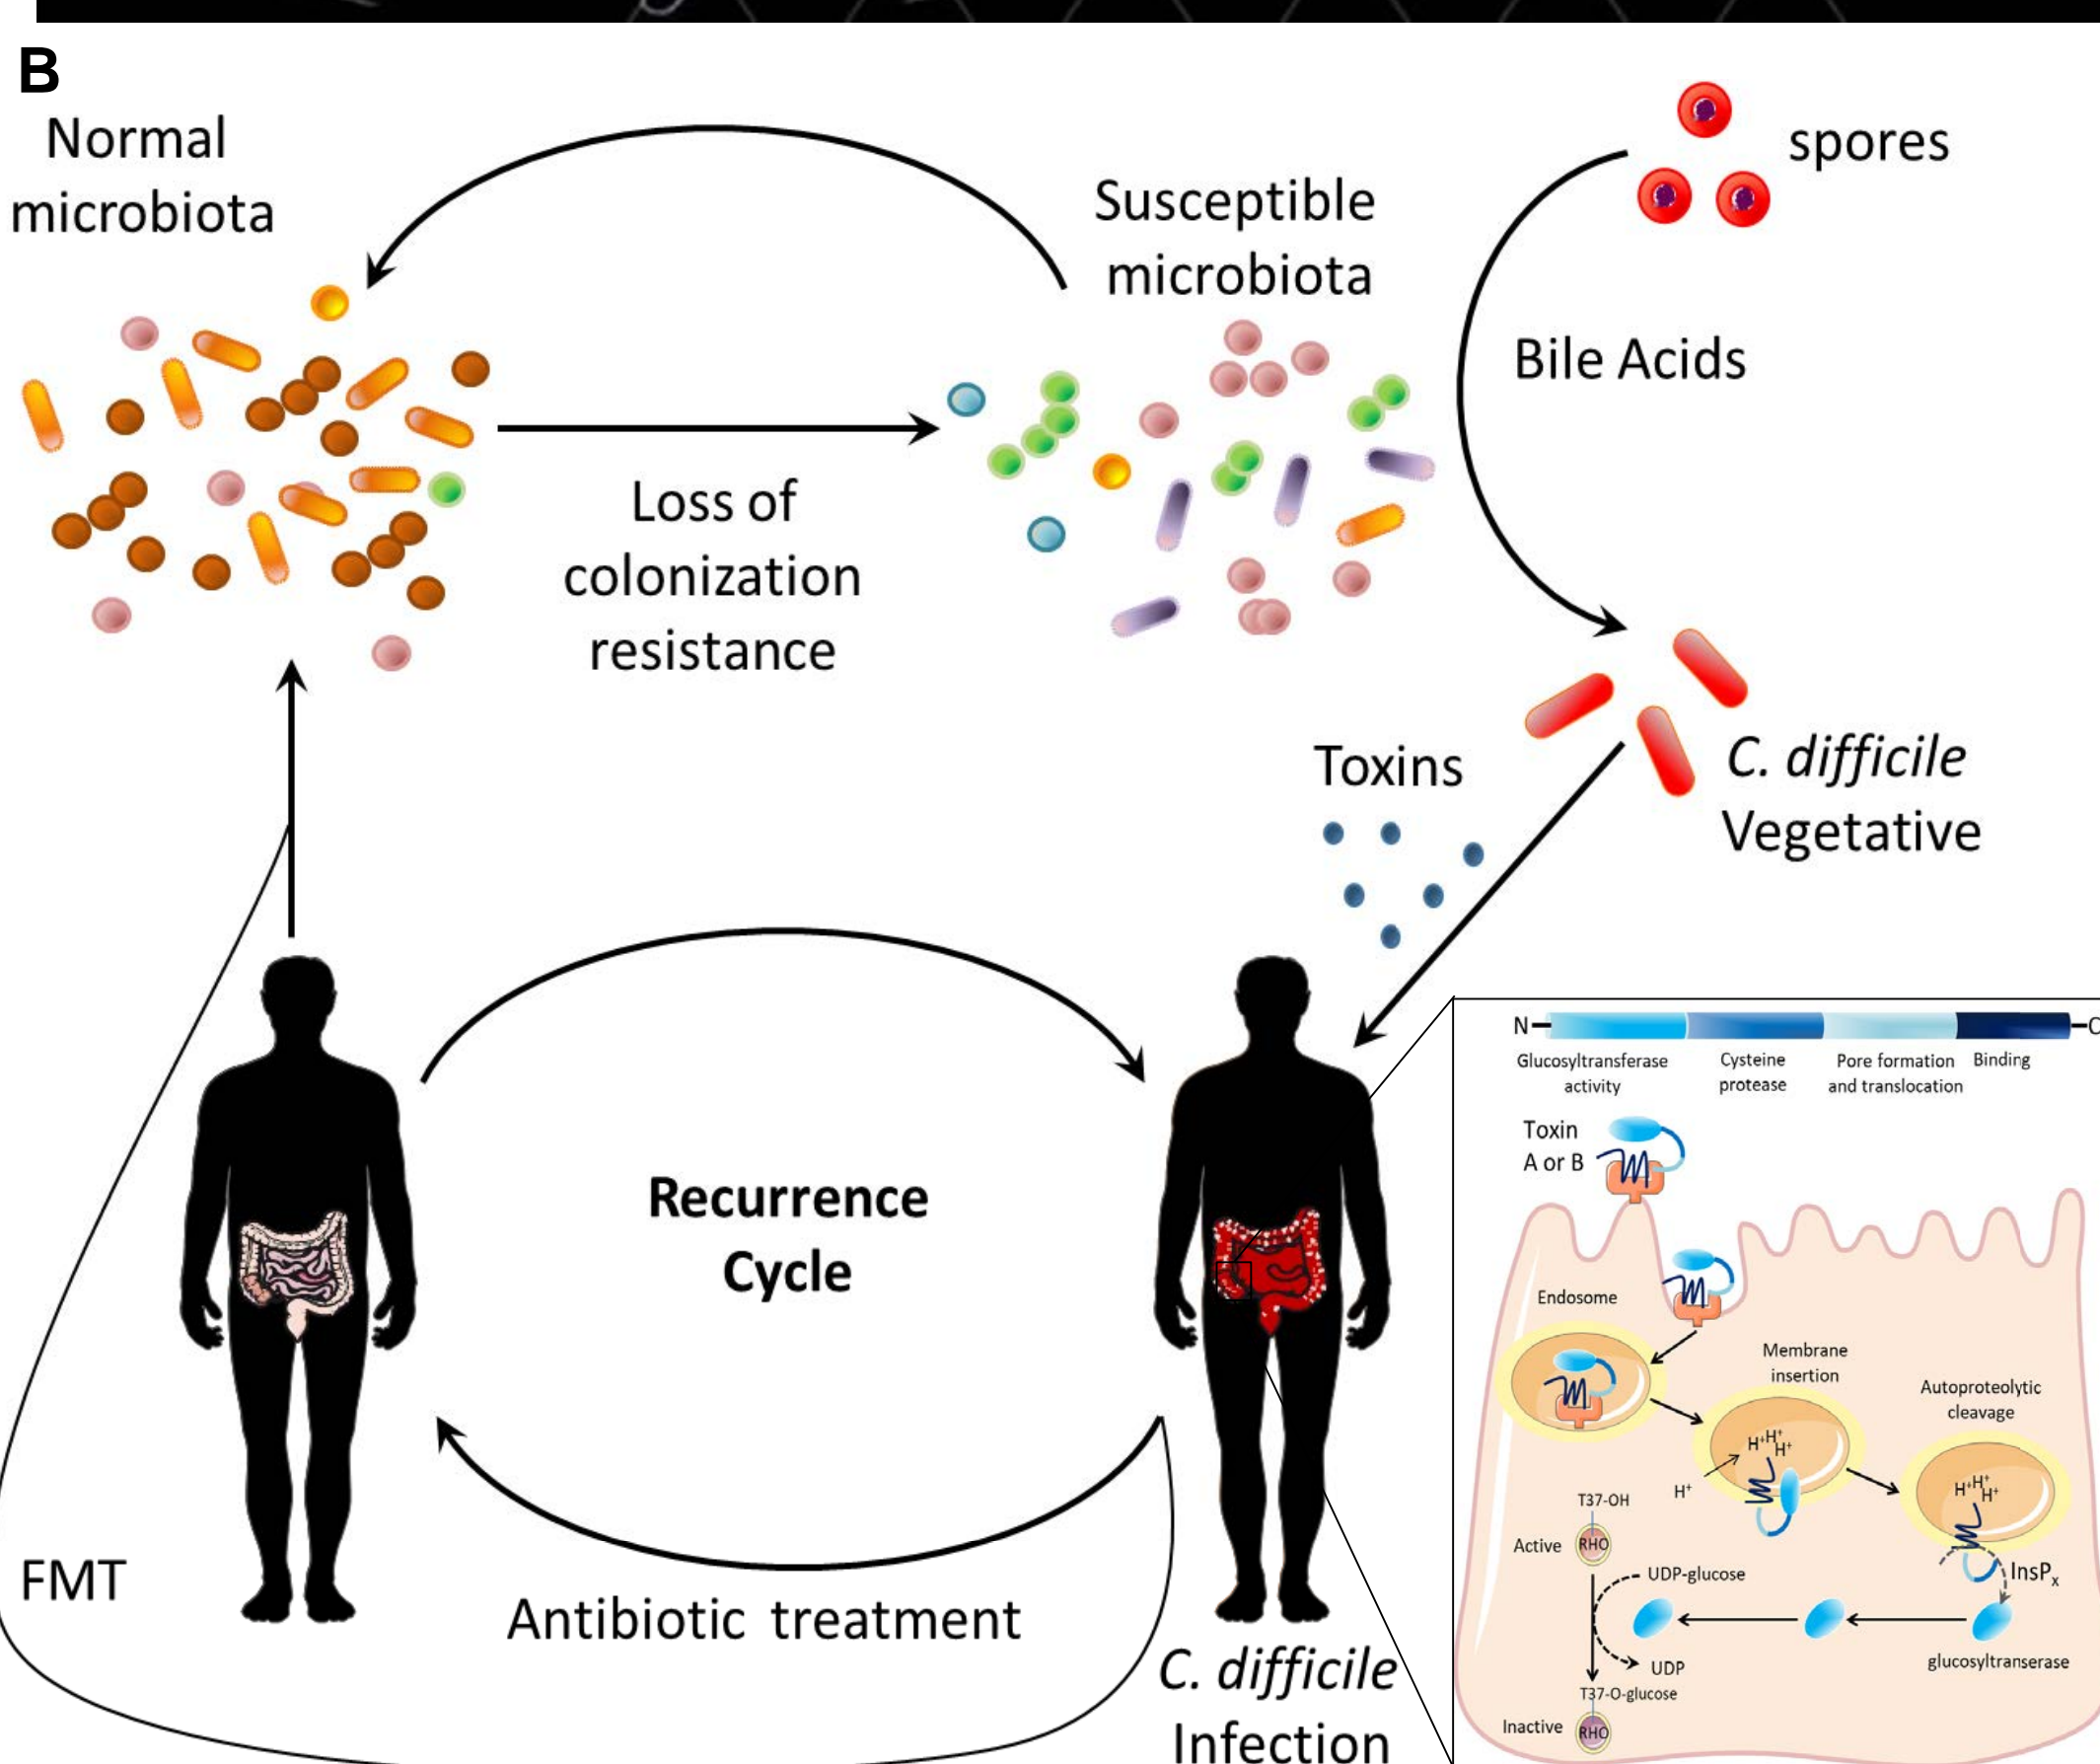 B
Normal
microbiota
Susceptible
microbiota
spores
Bile Acids
Loss of
colonization
resistance
Toxins
C. difficile
Vegetative
Recurrence
Cycle
FMT
Antibiotic treatment
C. difficile
Infection
N
C
Glucosyltransferase
activity
Cysteine
protease
Pore formation
and translocation
Binding
Toxin
A or B
Endosome
Membrane
insertion
Autoproteolytic
cleavage
H⁺H⁺
H⁺
H⁺
H⁺H⁺
H⁺
T37-OH
Active
RHO
InsPₓ
UDP-glucose
UDP
glucosyltranserase
T37-O-glucose
Inactive
RHO